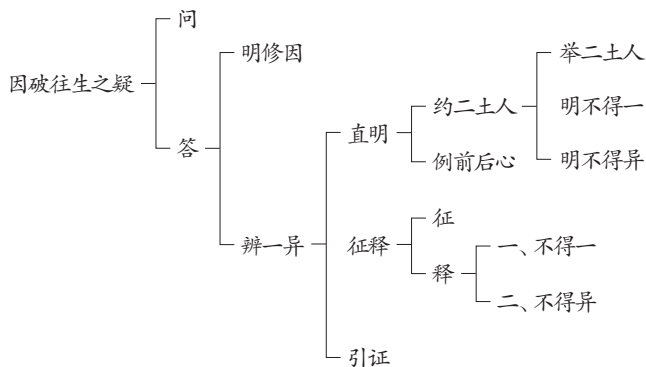 因破往生之疑
问
答
明修因
辨一异
直明
约二土人
举二土人
明不得一
明不得异
例前后心
征释
征
释
一、不得一
二、不得异
引证